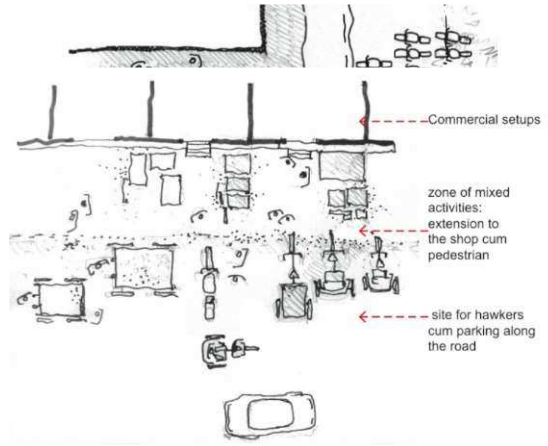 Commercial setups
zone of mixed
activities:
extension to
the shop cum
pedestrian
site for hawkers
cum parking along
the road